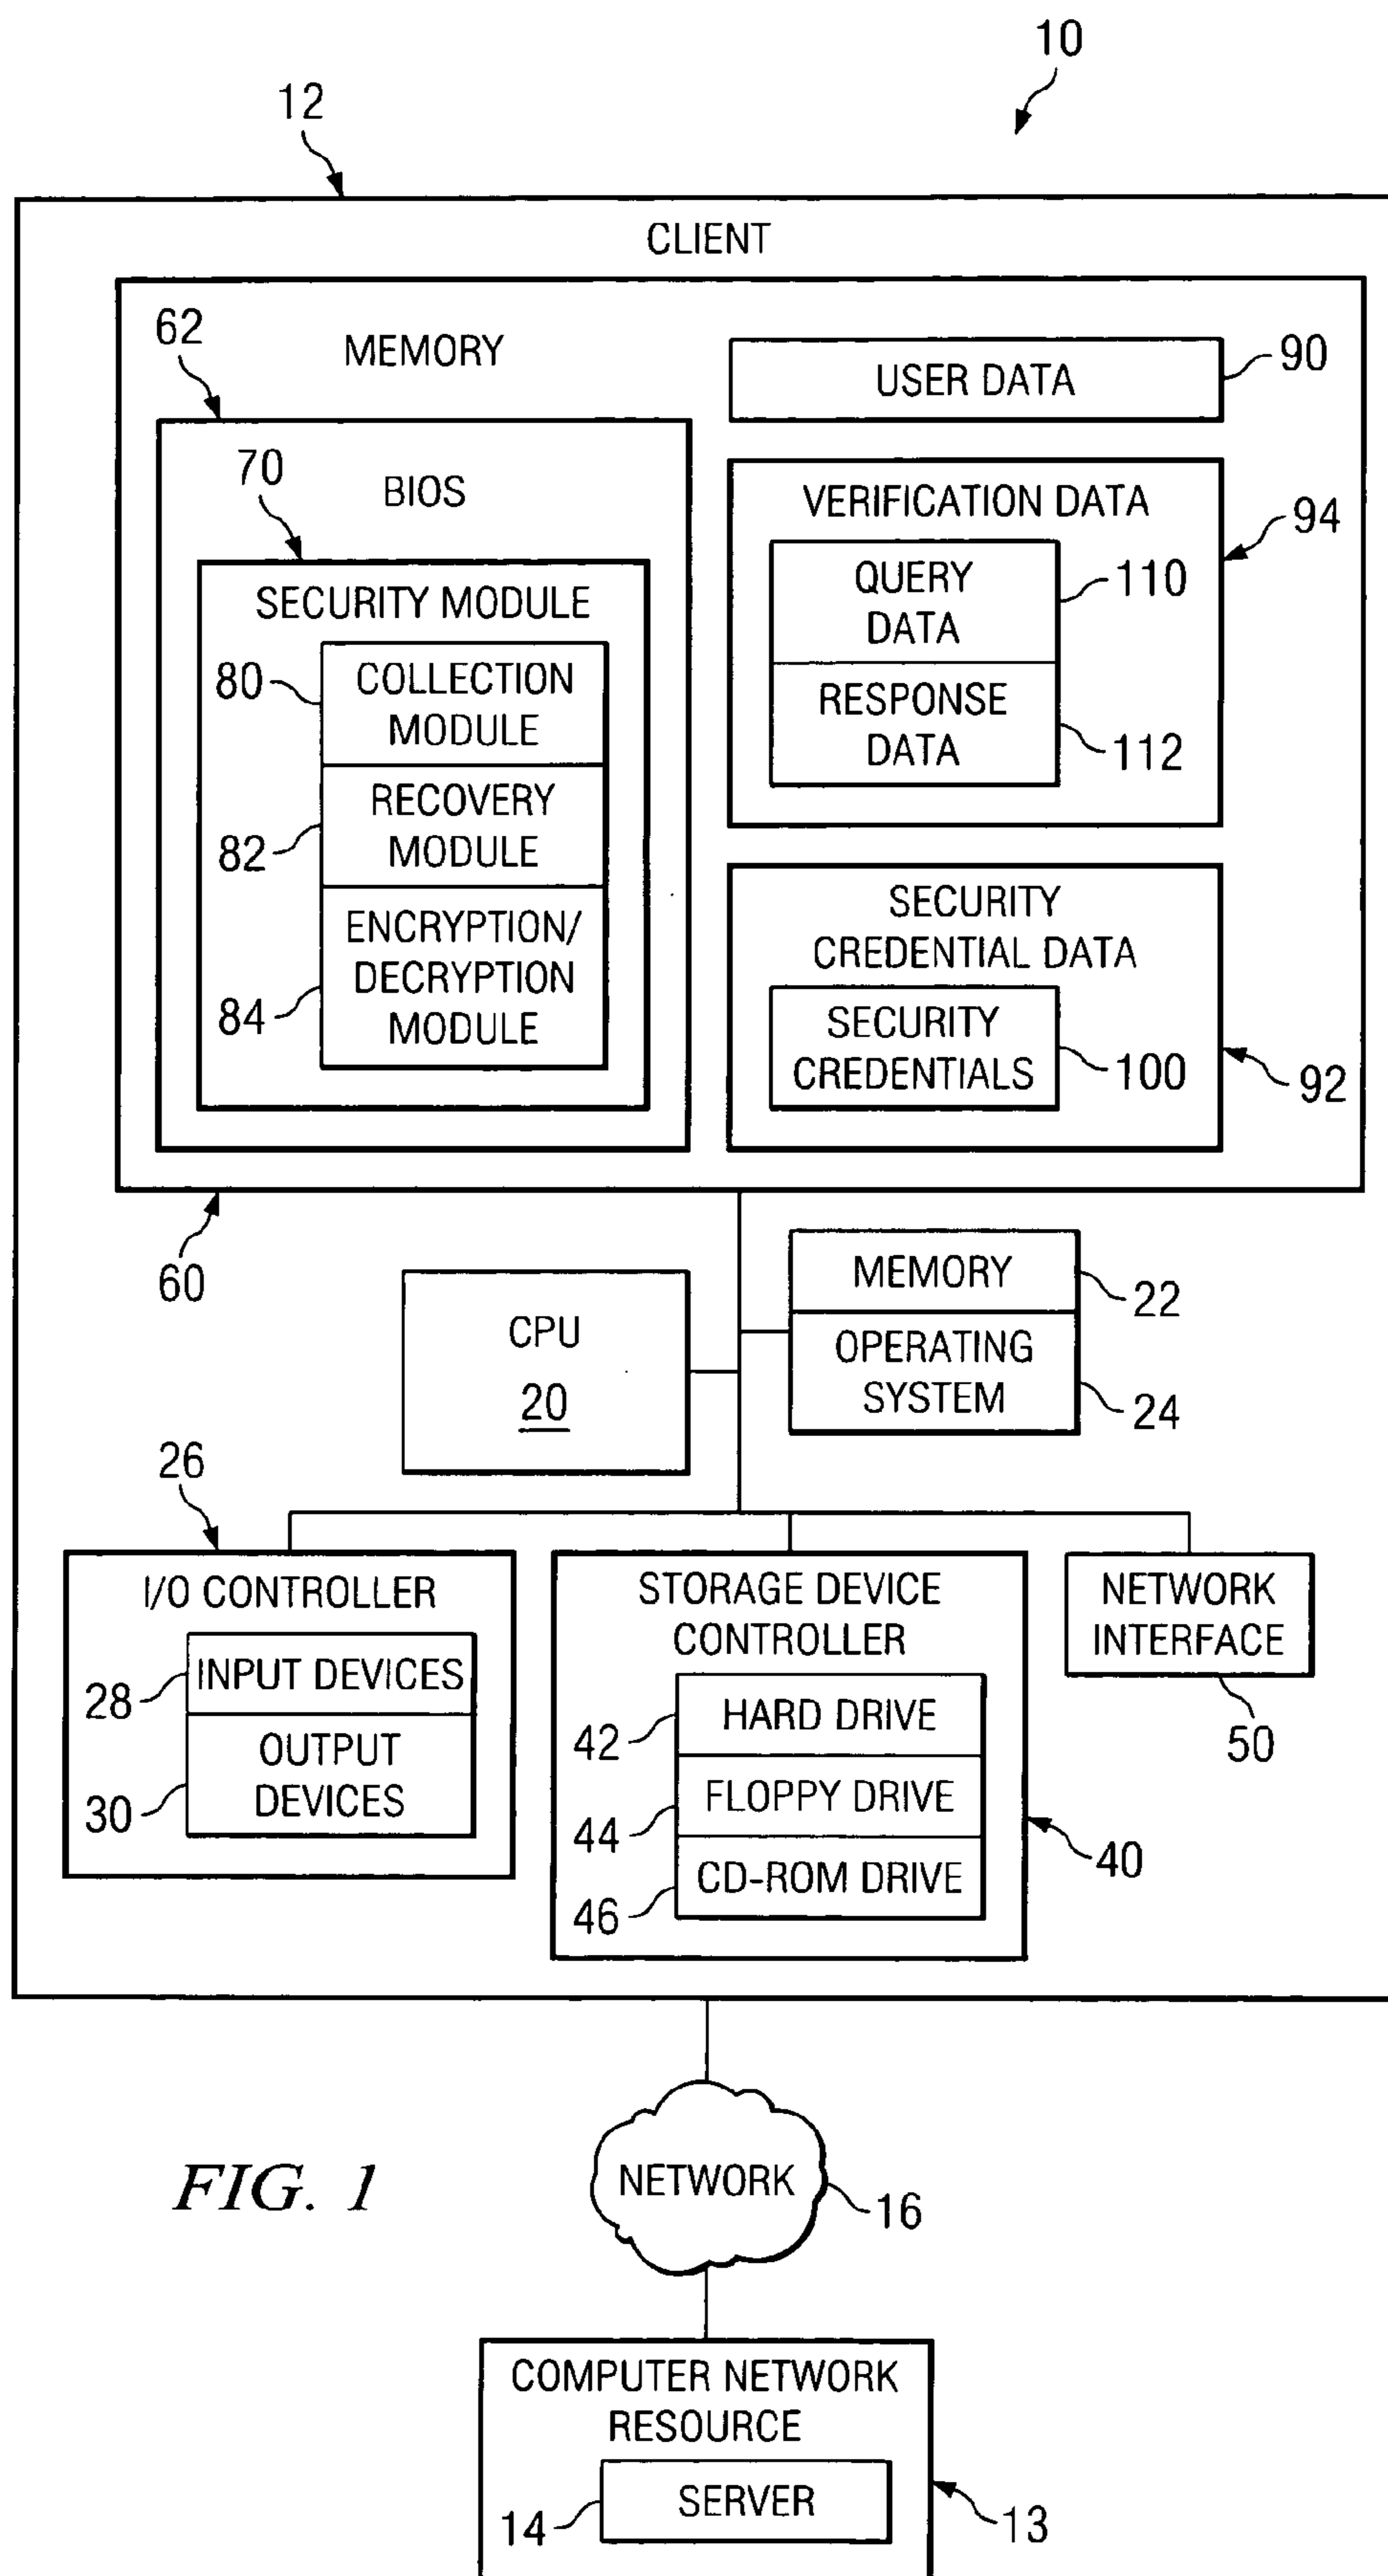 10
12
CLIENT
62
MEMORY
USER DATA
90
70
BIOS
VERIFICATION DATA
94
SECURITY MODULE
QUERY
DATA
110
80
COLLECTION
MODULE
RESPONSE
DATA
112
82
RECOVERY
MODULE
84
ENCRYPTION/
DECRYPTION
MODULE
SECURITY
CREDENTIAL DATA
SECURITY
CREDENTIALS
100
92
60
CPU
20
MEMORY
22
OPERATING
SYSTEM
24
26
I/O CONTROLLER
28
INPUT DEVICES
30
OUTPUT
DEVICES
STORAGE DEVICE
CONTROLLER
42
HARD DRIVE
44
FLOPPY DRIVE
46
CD-ROM DRIVE
40
NETWORK
INTERFACE
50
FIG. 1
NETWORK
16
COMPUTER NETWORK
RESOURCE
14
SERVER
13